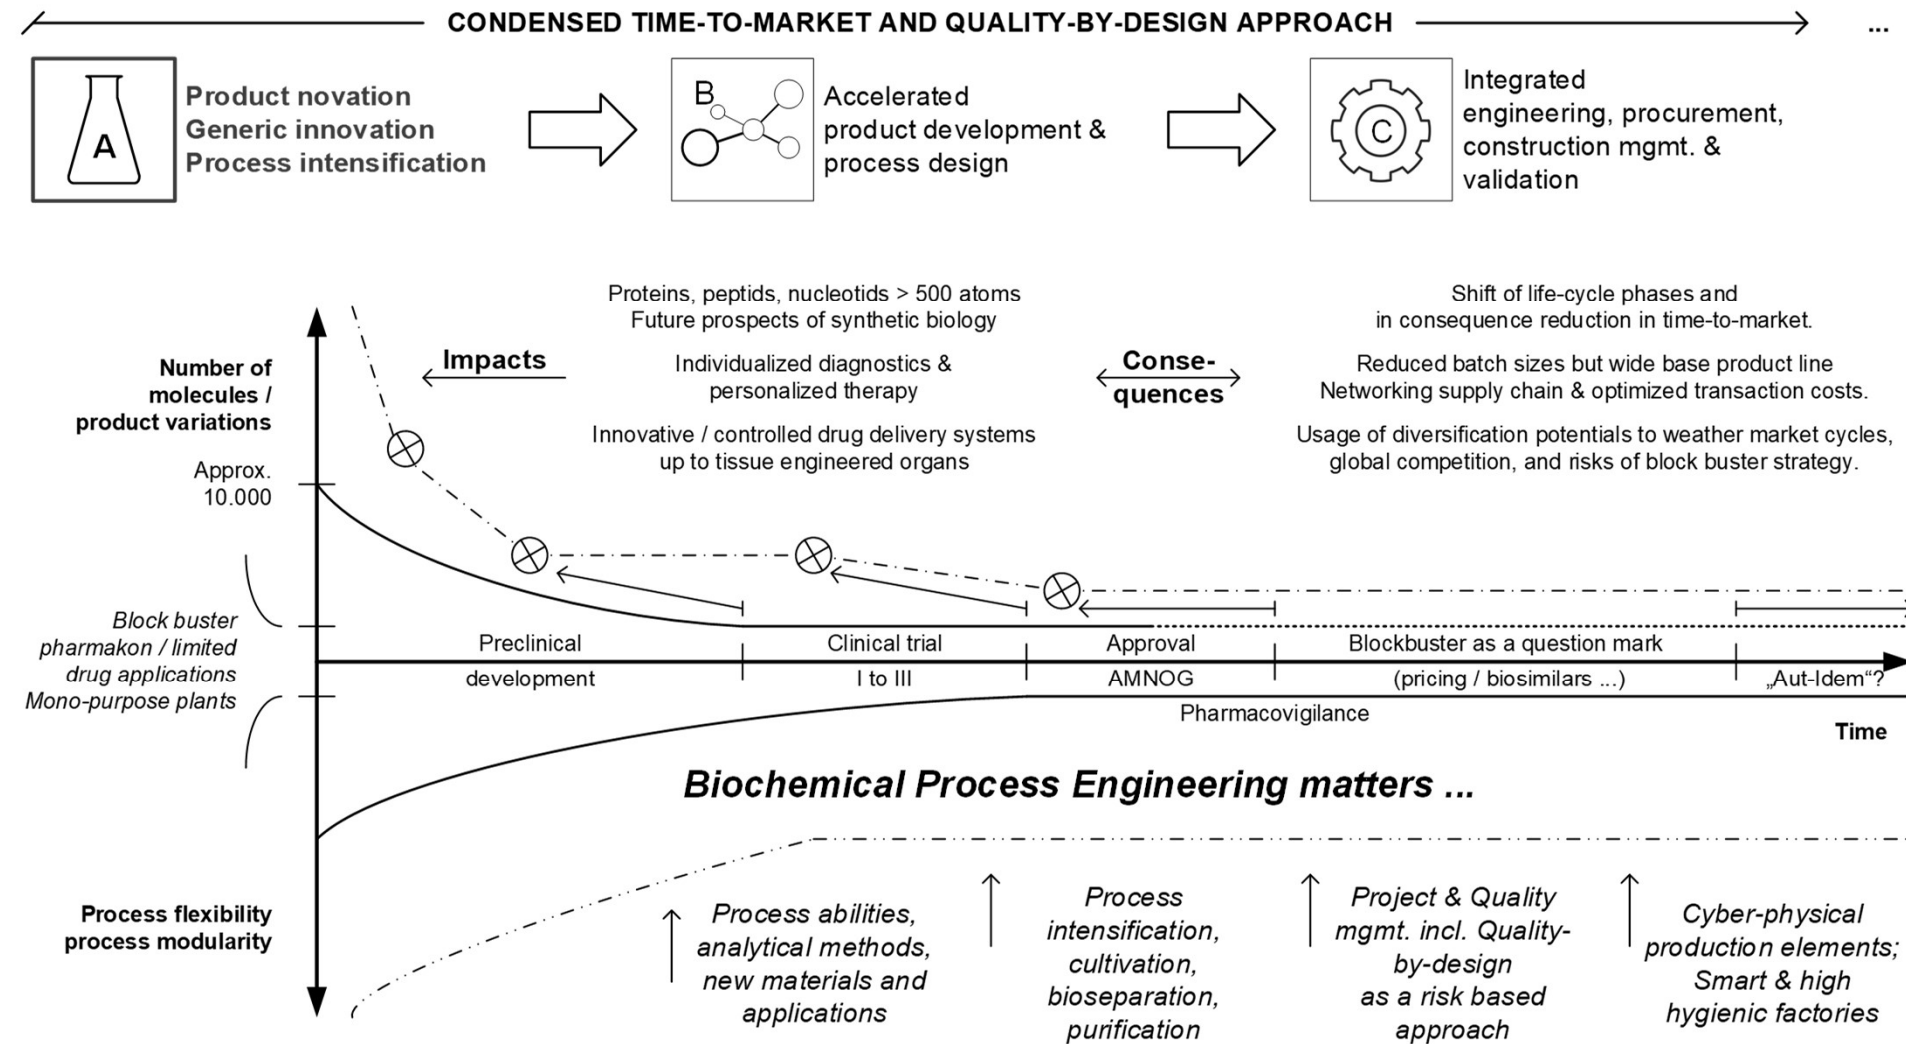 CONDENSED TIME-TO-MARKET AND QUALITY-BY-DESIGN APPROACH
...
A
Product novation
Generic innovation
Process intensification
B
Accelerated
product development &
process design
C
Integrated
engineering, procurement,
construction mgmt. &
validation
Number of
molecules /
product variations
Approx.
10.000
Impacts
Proteins, peptids, nucleotids > 500 atoms
Future prospects of synthetic biology
Individualized diagnostics &
personalized therapy
Innovative / controlled drug delivery systems
up to tissue engineered organs
Conse-
quences
Shift of life-cycle phases and
in consequence reduction in time-to-market.
Reduced batch sizes but wide base product line
Networking supply chain & optimized transaction costs.
Usage of diversification potentials to weather market cycles,
global competition, and risks of block buster strategy.
Block buster
pharmakon / limited
drug applications
Mono-purpose plants
Preclinical
development
Clinical trial
I to III
Approval
AMNOG
Blockbuster as a question mark
(pricing / biosimilars ...)
„Aut-Idem“?
Pharmacovigilance
Time
Biochemical Process Engineering matters ...
Process flexibility
process modularity
Process abilities,
analytical methods,
new materials and
applications
Process
intensification,
cultivation,
bioseparation,
purification
Project & Quality
mgmt. incl. Quality-
by-design
as a risk based
approach
Cyber-physical
production elements;
Smart & high
hygienic factories